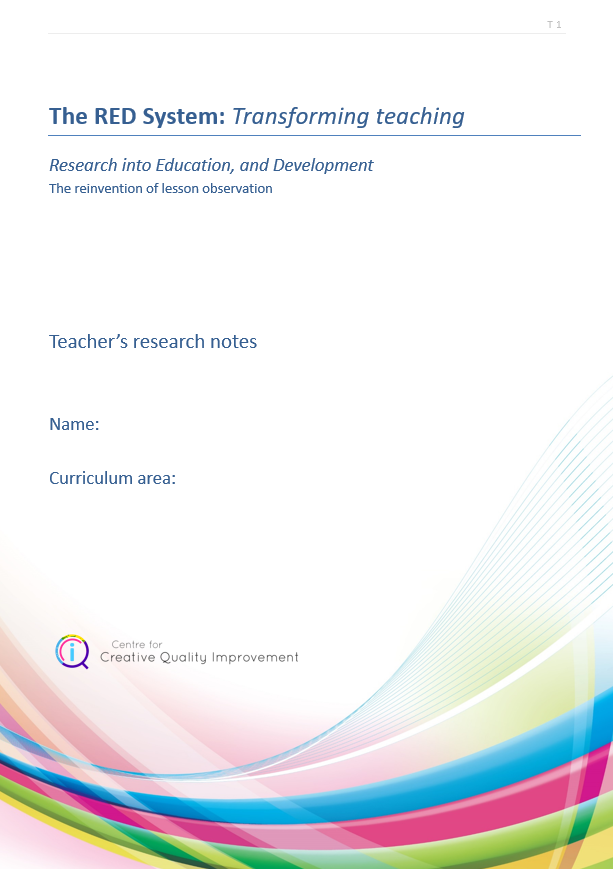 T 1
The RED System: Transforming teaching
Research into Education, and Development
The reinvention of lesson observation
Teacher’s research notes
Name:
Curriculum area:
Centre for
Creative Quality Improvement